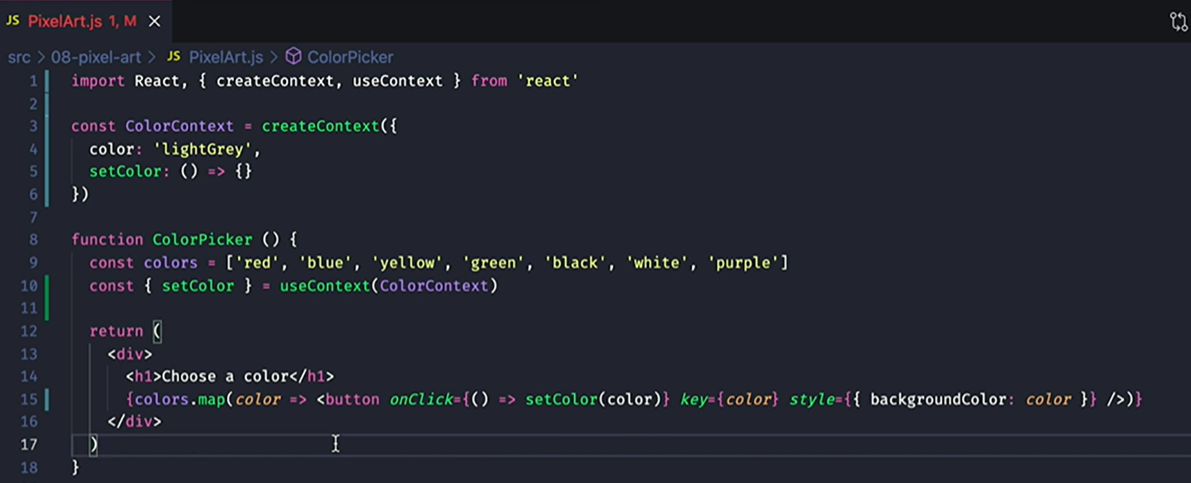 JS PixelArt.js 1, M ×
src > 08-pixel-art > JS PixelArt.js > ColorPicker
1 import React, { createContext, useContext } from 'react'
2
3 const ColorContext = createContext({
4   color: 'lightGrey',
5   setColor: () => {}
6 })
7
8 function ColorPicker () {
9   const colors = ['red', 'blue', 'yellow', 'green', 'black', 'white', 'purple']
10   const { setColor } = useContext(ColorContext)
11
12   return (
13     <div>
14       <h1>Choose a color</h1>
15       {colors.map(color => <button onClick={() => setColor(color)} key={color} style={{ backgroundColor: color }} />)}
16     </div>
17   )
18 }